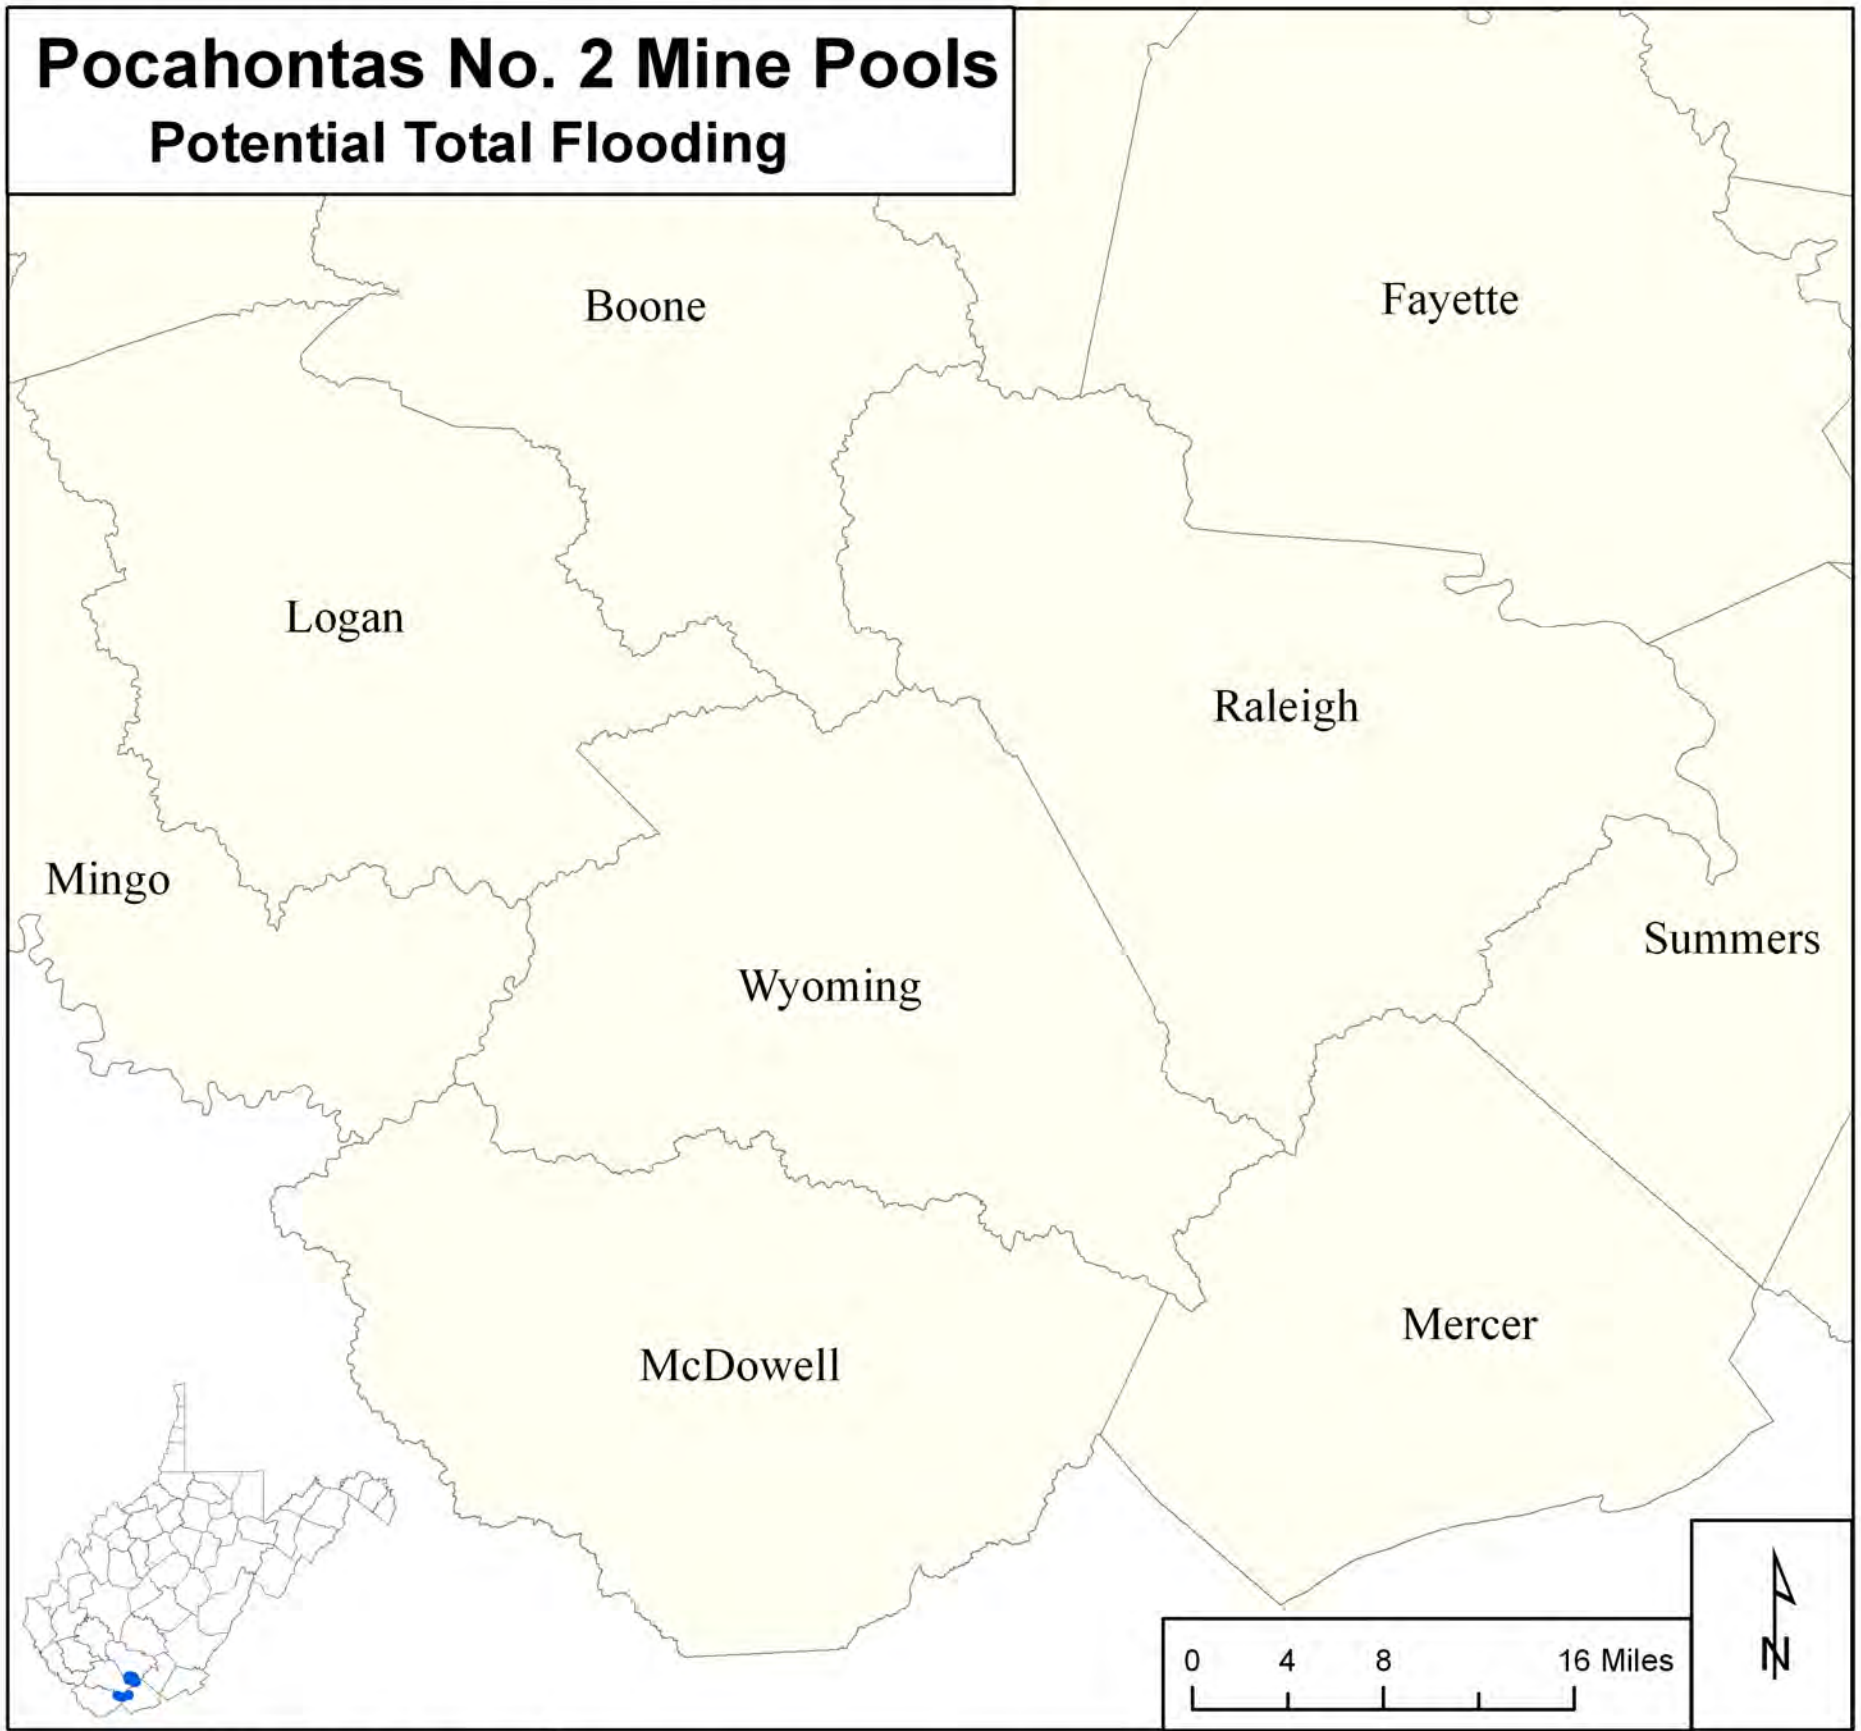 Pocahontas No. 2 Mine Pools
Potential Total Flooding
Boone
Fayette
Logan
Raleigh
Mingo
Summers
Wyoming
Mercer
McDowell
0 4 8 16 Miles
N